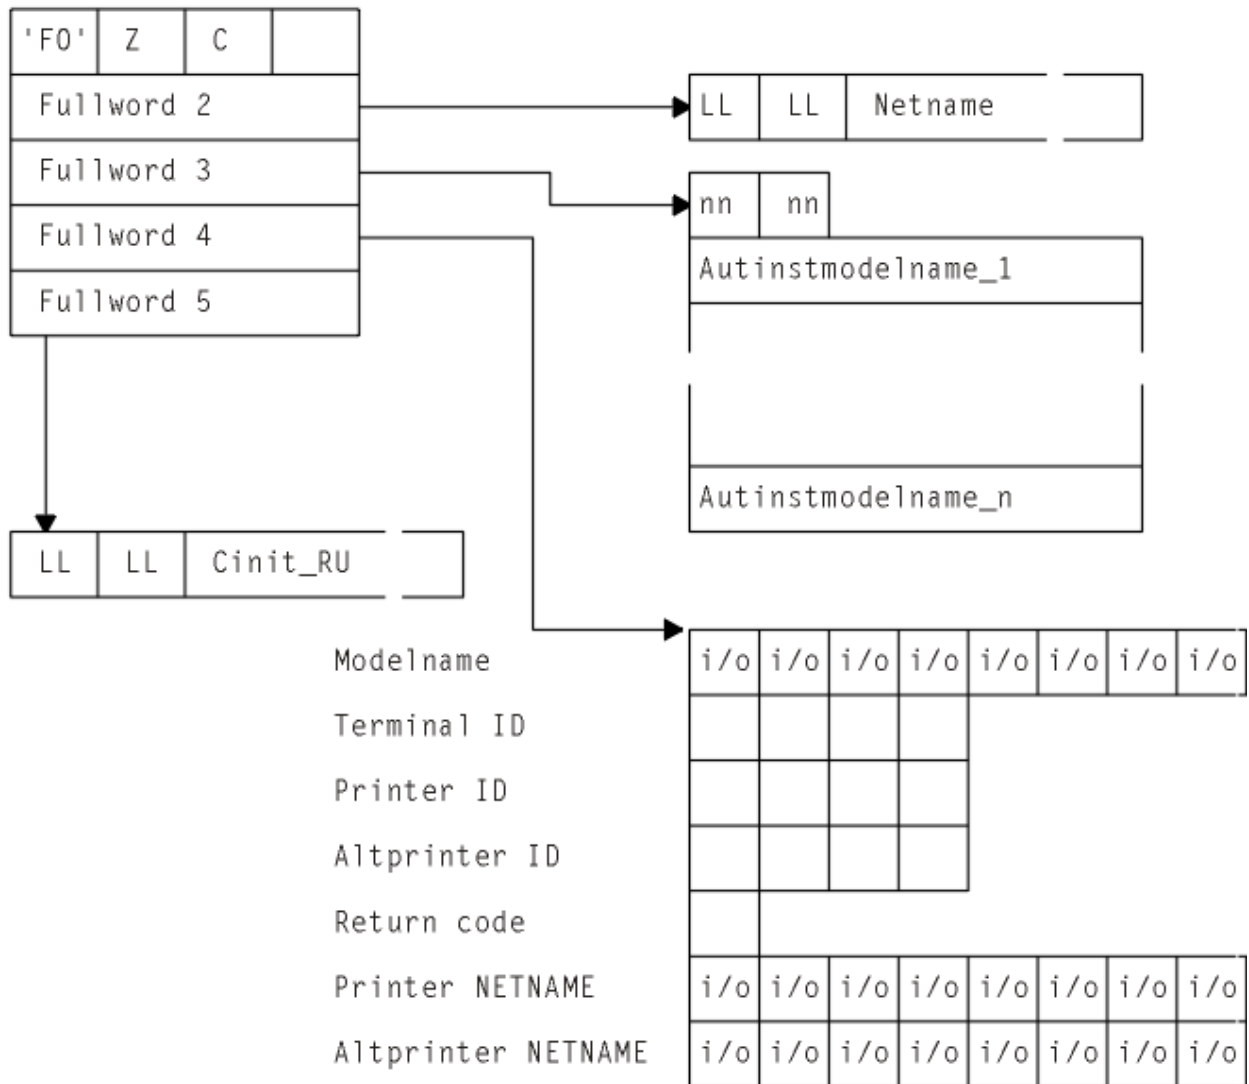 'F0' Z C
Fullword 2
LL LL Netname
Fullword 3
nn nn
Fullword 4
Autinstmodelname_1
Fullword 5
Autinstmodelname_n
LL LL Cinit_RU
Modelname i/o i/o i/o i/o i/o i/o i/o i/o
Terminal ID
Printer ID
Altprinter ID
Return code
Printer NETNAME i/o i/o i/o i/o i/o i/o i/o i/o
Altprinter NETNAME i/o i/o i/o i/o i/o i/o i/o i/o